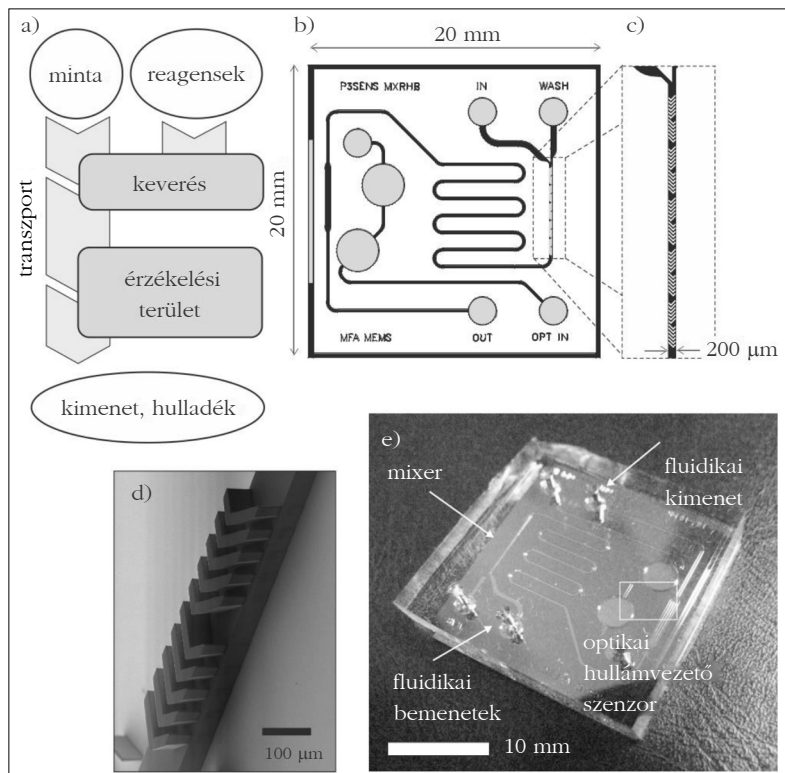 a)
minta
reagensek
keverés
transzport
érzékelési
terület
kimenet, hulladék
b)
20 mm
20 mm
P3SENS MXRHB
IN
WASH
MFA MEMS
OUT
OPT IN
c)
200 µm
d)
100 µm
e)
mixer
fluidikai
kimenet
fluidikai
bemenetek
optikai
hullámvezető
szenzor
10 mm